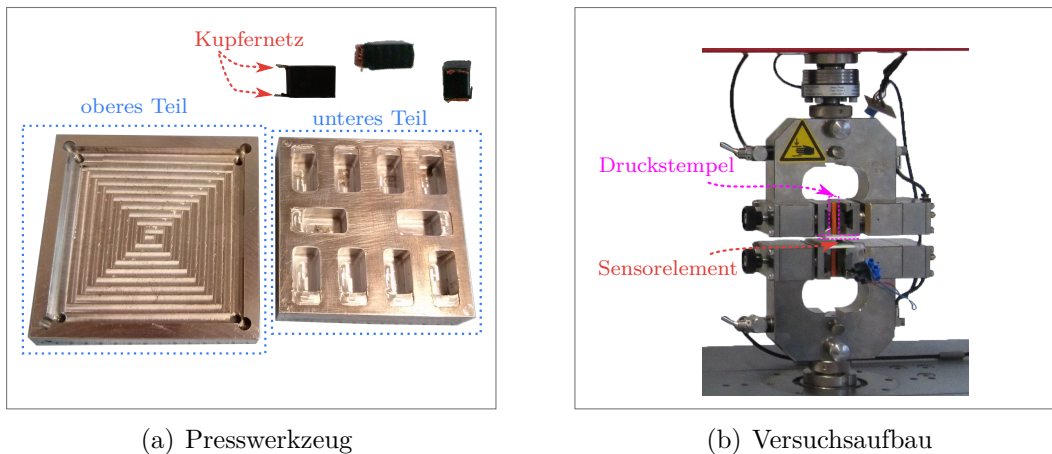 Kupfernetz
oberes Teil
unteres Teil
Druckstempel
Sensorelement
(a) Presswerkzeug
(b) Versuchsaufbau